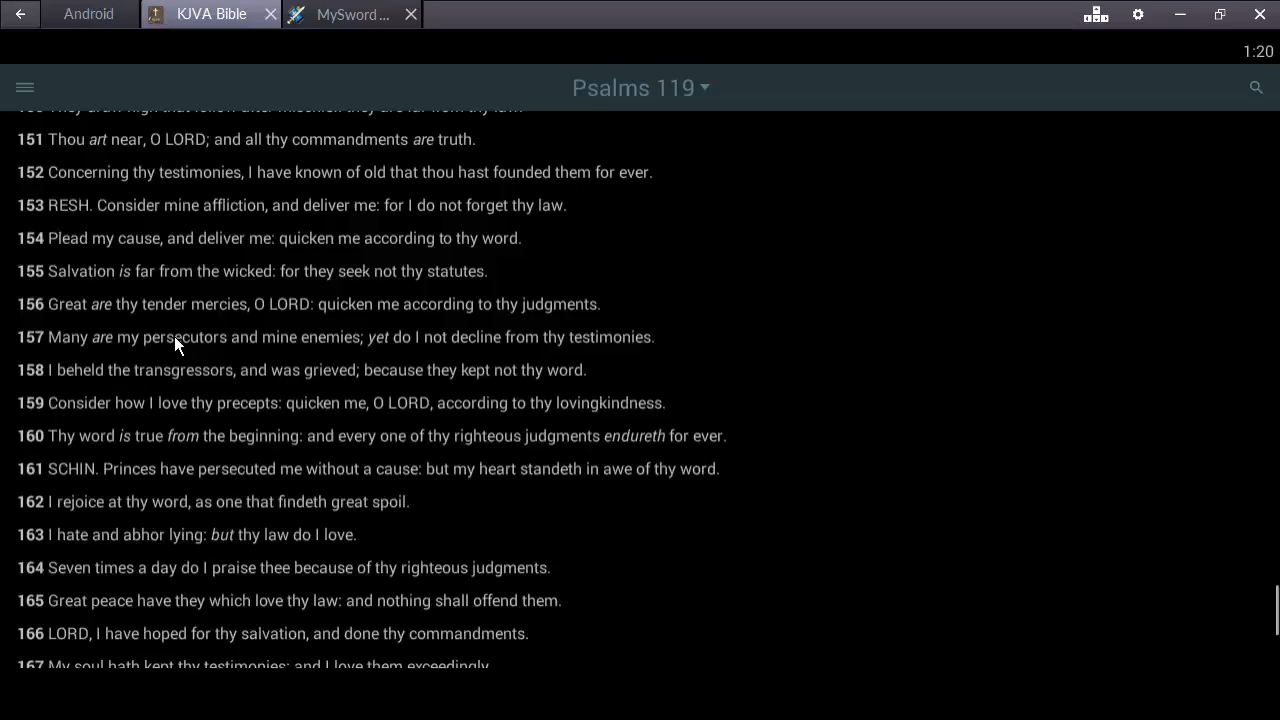 Android
KJVA Bible
MySword ...
1:20
Psalms 119
151 Thou art near, O LORD; and all thy commandments are truth.
152 Concerning thy testimonies, I have known of old that thou hast founded them for ever.
153 RESH. Consider mine affliction, and deliver me: for I do not forget thy law.
154 Plead my cause, and deliver me: quicken me according to thy word.
155 Salvation is far from the wicked: for they seek not thy statutes.
156 Great are thy tender mercies, O LORD: quicken me according to thy judgments.
157 Many are my persecutors and mine enemies; yet do I not decline from thy testimonies.
158 I beheld the transgressors, and was grieved; because they kept not thy word.
159 Consider how I love thy precepts: quicken me, O LORD, according to thy lovingkindness.
160 Thy word is true from the beginning: and every one of thy righteous judgments endureth for ever.
161 SCHIN. Princes have persecuted me without a cause: but my heart standeth in awe of thy word.
162 I rejoice at thy word, as one that findeth great spoil.
163 I hate and abhor lying: but thy law do I love.
164 Seven times a day do I praise thee because of thy righteous judgments.
165 Great peace have they which love thy law: and nothing shall offend them.
166 LORD, I have hoped for thy salvation, and done thy commandments.
167 My soul hath kept thy testimonies; and I love them exceedingly